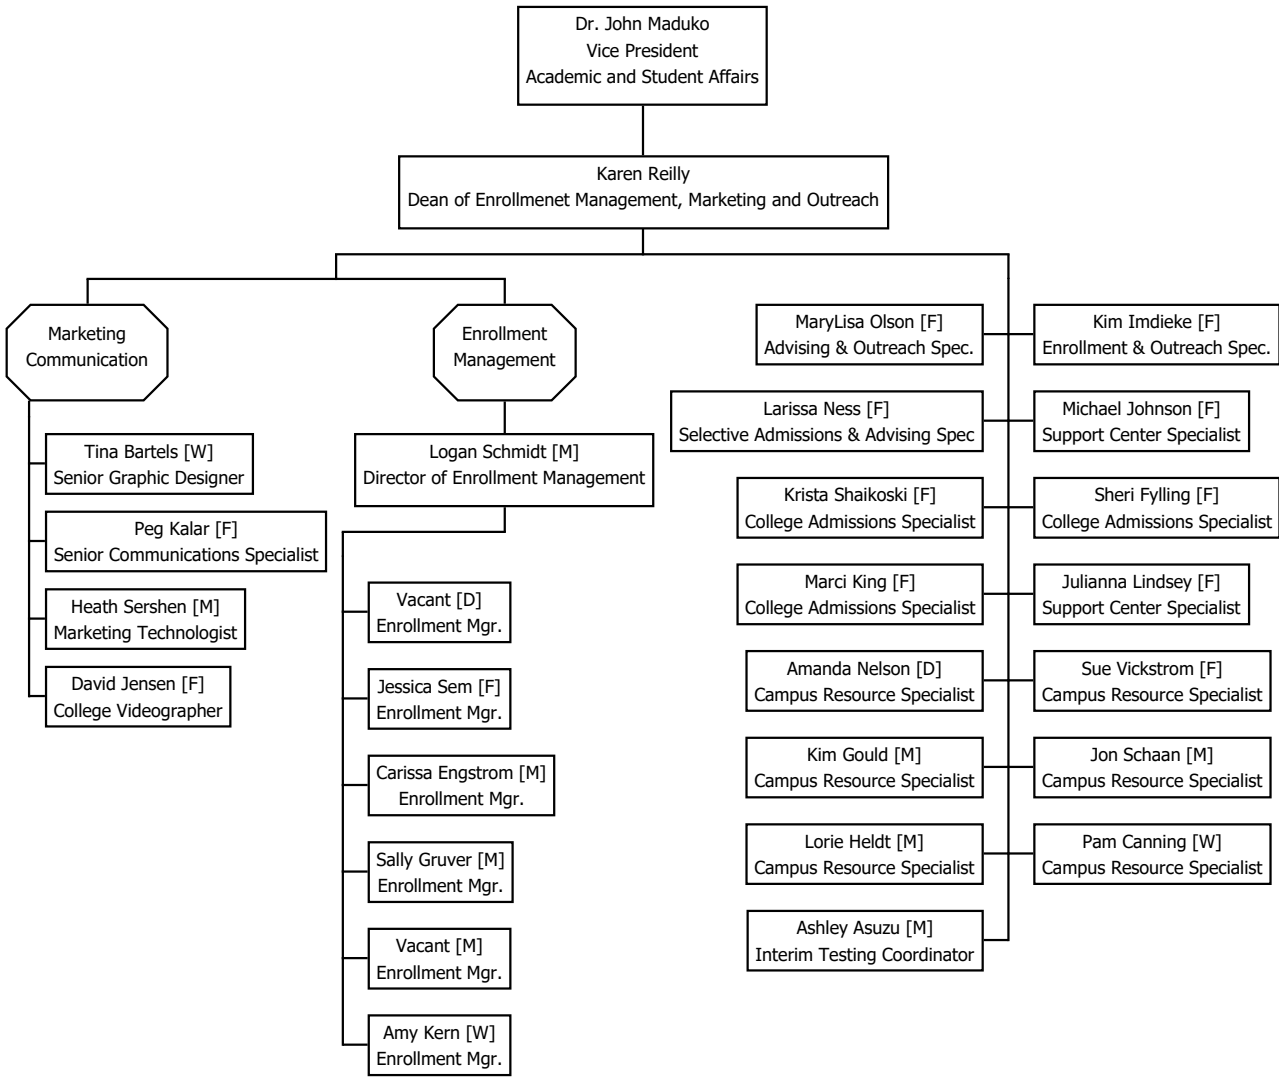 Dr. John Maduko
Vice President
Academic and Student Affairs
Karen Reilly
Dean of Enrollmenet Management, Marketing and Outreach
Marketing
Communication
Tina Bartels [W]
Senior Graphic Designer
Peg Kalar [F]
Senior Communications Specialist
Heath Sershen [M]
Marketing Technologist
David Jensen [F]
College Videographer
Enrollment
Management
Logan Schmidt [M]
Director of Enrollment Management
Vacant [D]
Enrollment Mgr.
Jessica Sem [F]
Enrollment Mgr.
Carissa Engstrom [M]
Enrollment Mgr.
Sally Gruver [M]
Enrollment Mgr.
Vacant [M]
Enrollment Mgr.
Amy Kern [W]
Enrollment Mgr.
MaryLisa Olson [F]
Advising & Outreach Spec.
Kim Imdieke [F]
Enrollment & Outreach Spec.
Larissa Ness [F]
Selective Admissions & Advising Spec
Michael Johnson [F]
Support Center Specialist
Krista Shaikoski [F]
College Admissions Specialist
Sheri Fylling [F]
College Admissions Specialist
Marci King [F]
College Admissions Specialist
Julianna Lindsey [F]
Support Center Specialist
Amanda Nelson [D]
Campus Resource Specialist
Sue Vickstrom [F]
Campus Resource Specialist
Kim Gould [M]
Campus Resource Specialist
Jon Schaan [M]
Campus Resource Specialist
Lorie Heldt [M]
Campus Resource Specialist
Pam Canning [W]
Campus Resource Specialist
Ashley Asuzu [M]
Interim Testing Coordinator